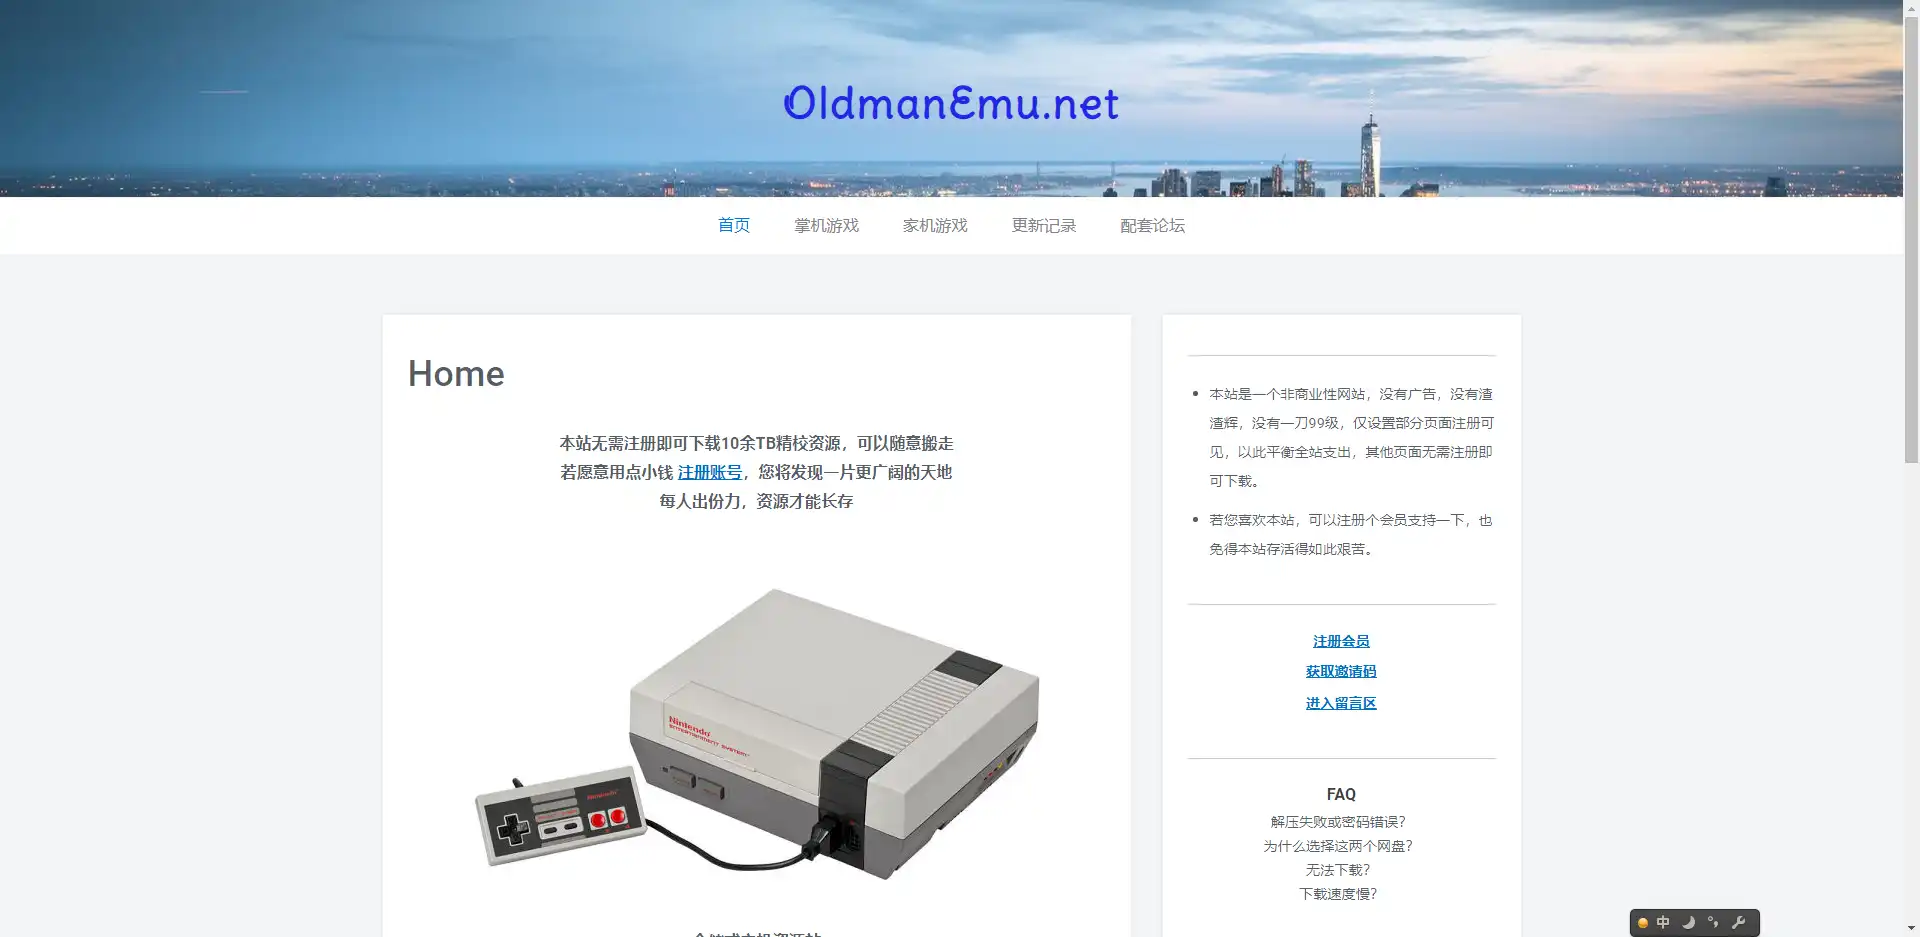 OldmanEmu.net
首页
掌机游戏
家机游戏
更新记录
配套论坛
Home
本站无需注册即可下载10余TB精校资源，可以随意搬走
若愿意用点小钱 注册账号，您将发现一片更广阔的天地
每人出份力，资源才能长存
Nintendo
ENTERTAINMENT SYSTEM
Nintendo
本站是一个非商业性网站，没有广告，没有渣
渣辉，没有一刀99级，仅设置部分页面注册可
见，以此平衡全站支出，其他页面无需注册即
可下载。
若您喜欢本站，可以注册个会员支持一下，也
免得本站存活得如此艰苦。
注册会员
获取邀请码
进入留言区
FAQ
解压失败或密码错误？
为什么选择这两个网盘？
无法下载？
下载速度慢？
中